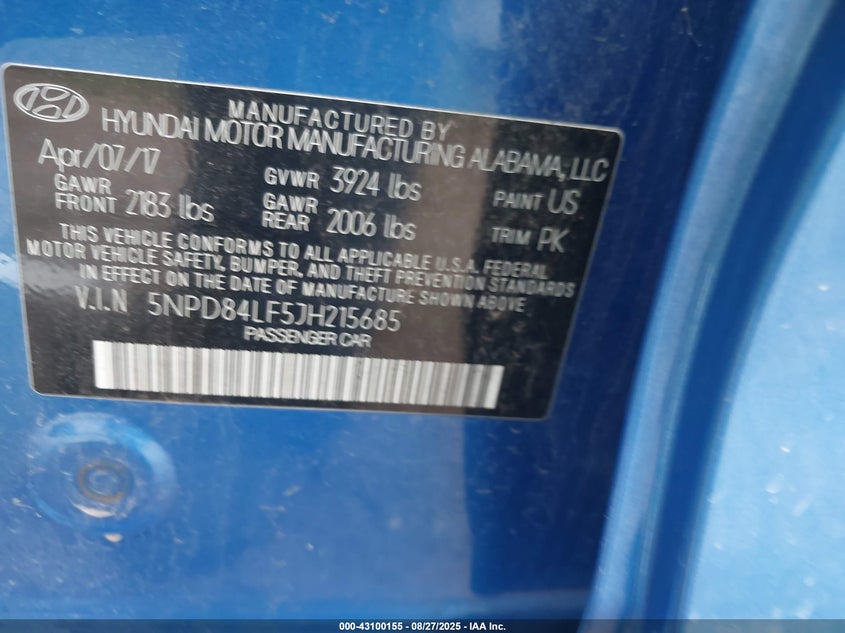 MANUFACTURED BY
HYUNDAI MOTOR MANUFACTURING ALABAMA, LLC
Apr/07/17
GAWR FRONT 2183 lbs
GVWR 3924 lbs
GAWR REAR 2006 lbs
PAINT US
TRIM PK
THIS VEHICLE CONFORMS TO ALL APPLICABLE U.S.A. FEDERAL
MOTOR VEHICLE SAFETY, BUMPER, AND THEFT PREVENTION STANDARDS
IN EFFECT ON THE DATE OF MANUFACTURE SHOWN ABOVE.
V.I.N 5NPD84LF5JH215685
PASSENGER CAR
000-43100155 - 08/27/2025 - IAA Inc.